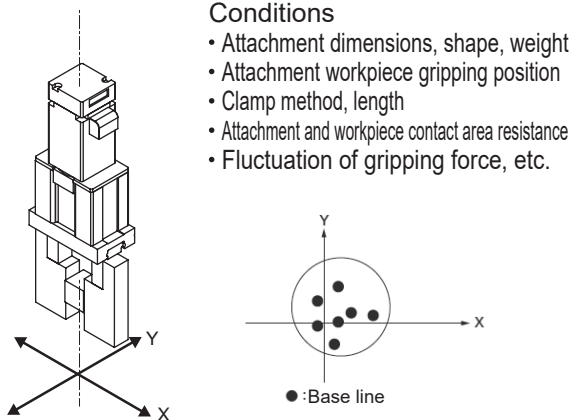 Conditions
• Attachment dimensions, shape, weight
• Attachment workpiece gripping position
• Clamp method, length
• Attachment and workpiece contact area resistance
• Fluctuation of gripping force, etc.
Y
X
Y
X
● :Base line